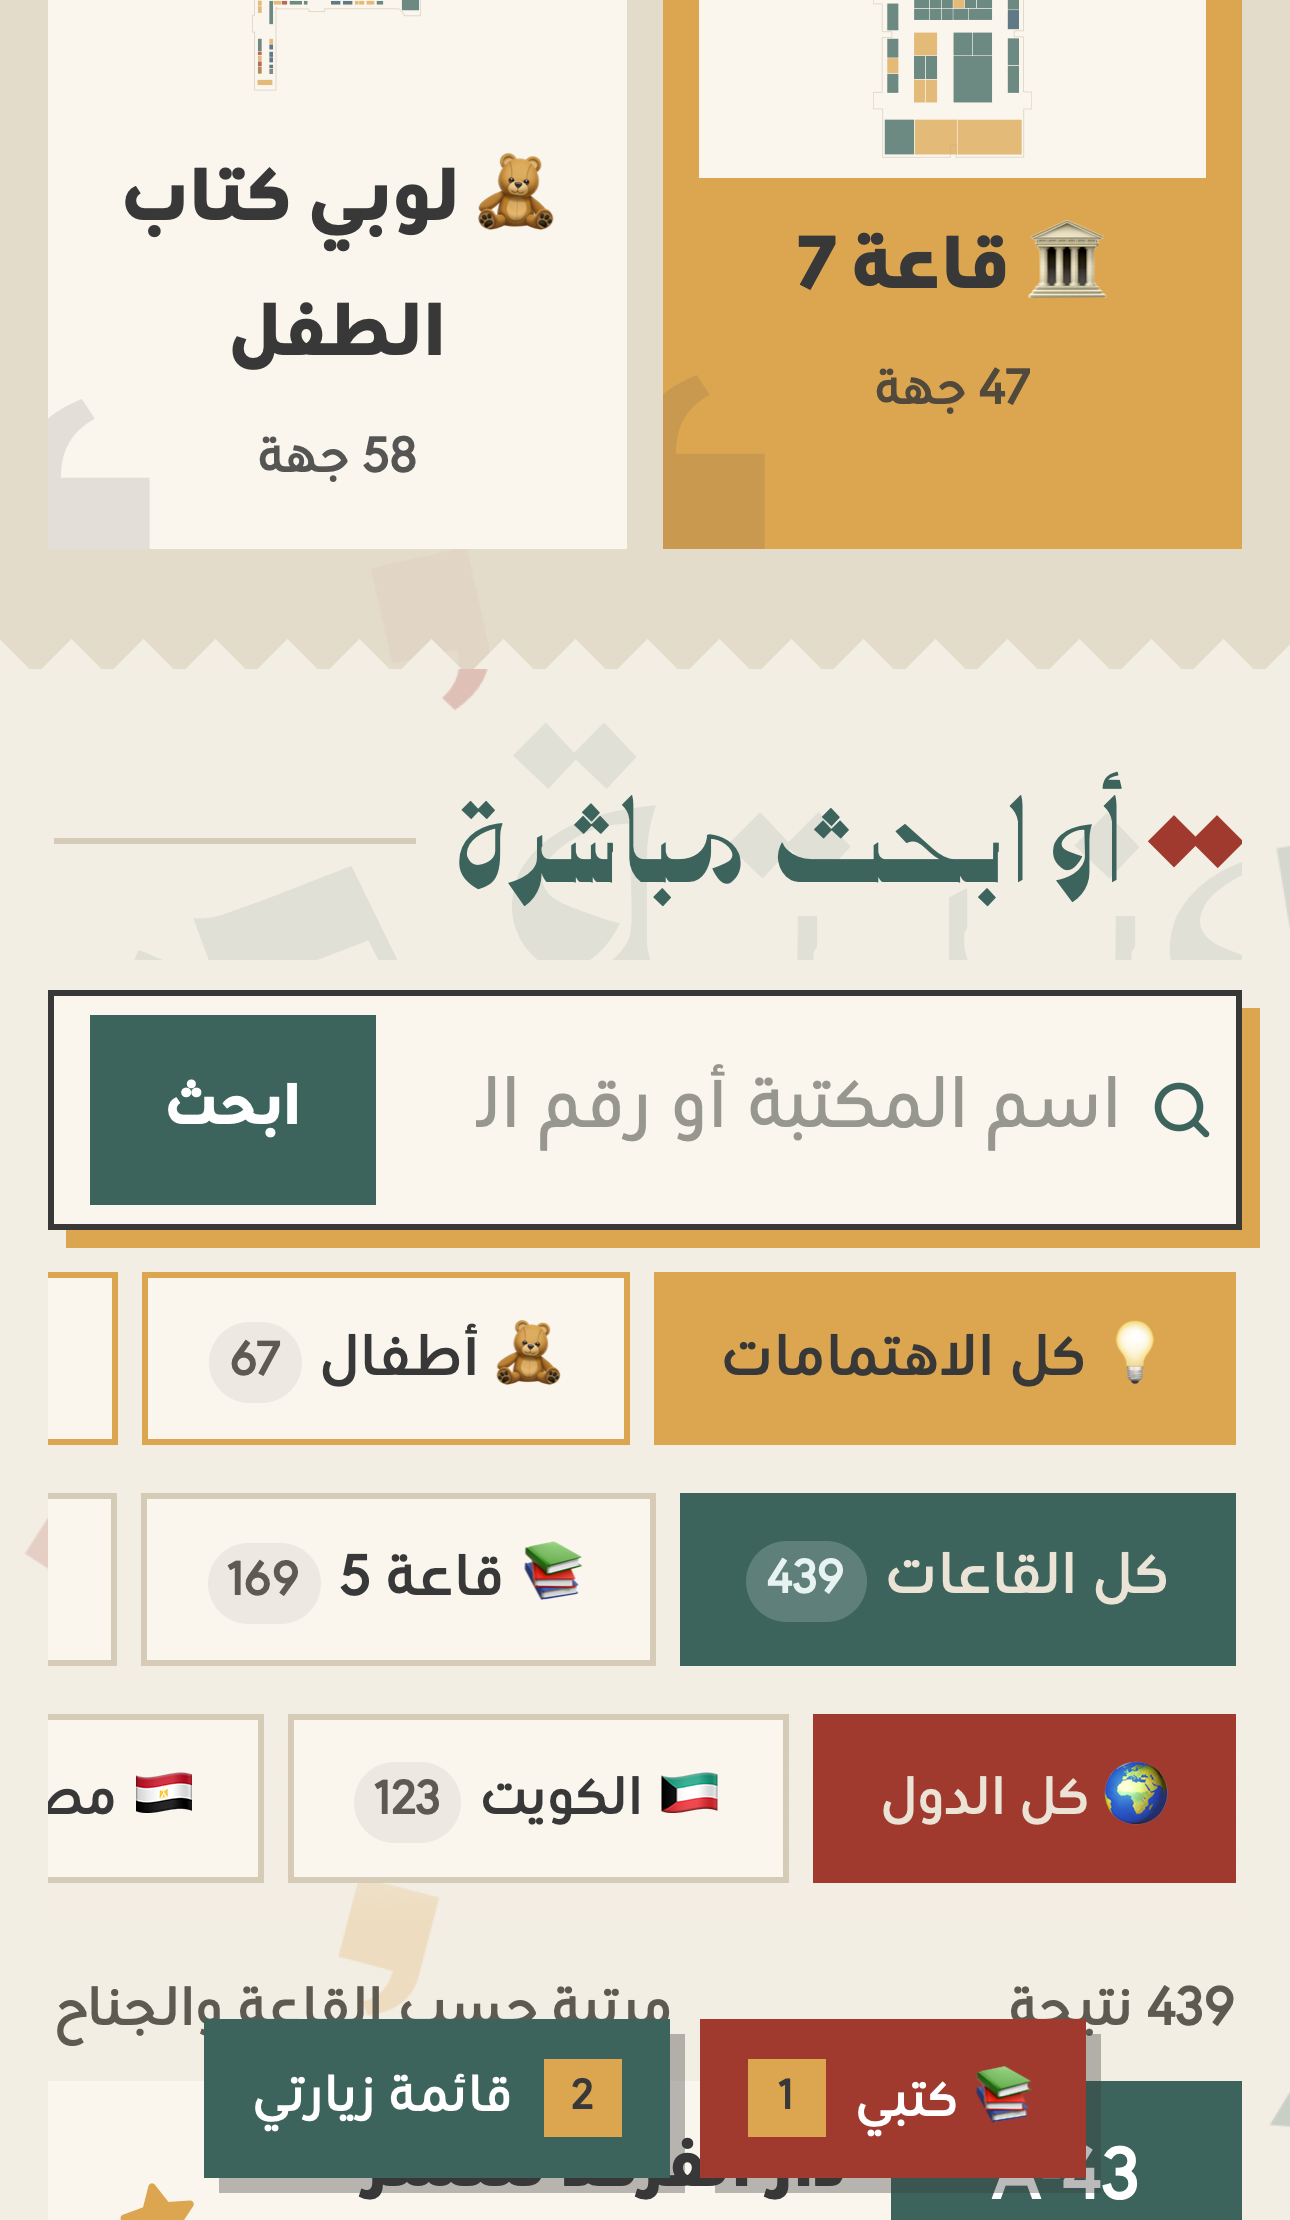 قاعة 7
47 جهة
لوبي كتاب
الطفل
58 جهة
أو ابحث مباشرة
اسم المكتبة أو رقم الـ
ابحث
كل الاهتمامات
أطفال 67
كل القاعات 439
قاعة 5 169
كل الدول
الكويت 123
مص
439 نتيجة
مرتبة حسب القاعة والجناح
كتبي 1
2 قائمة زيارتي